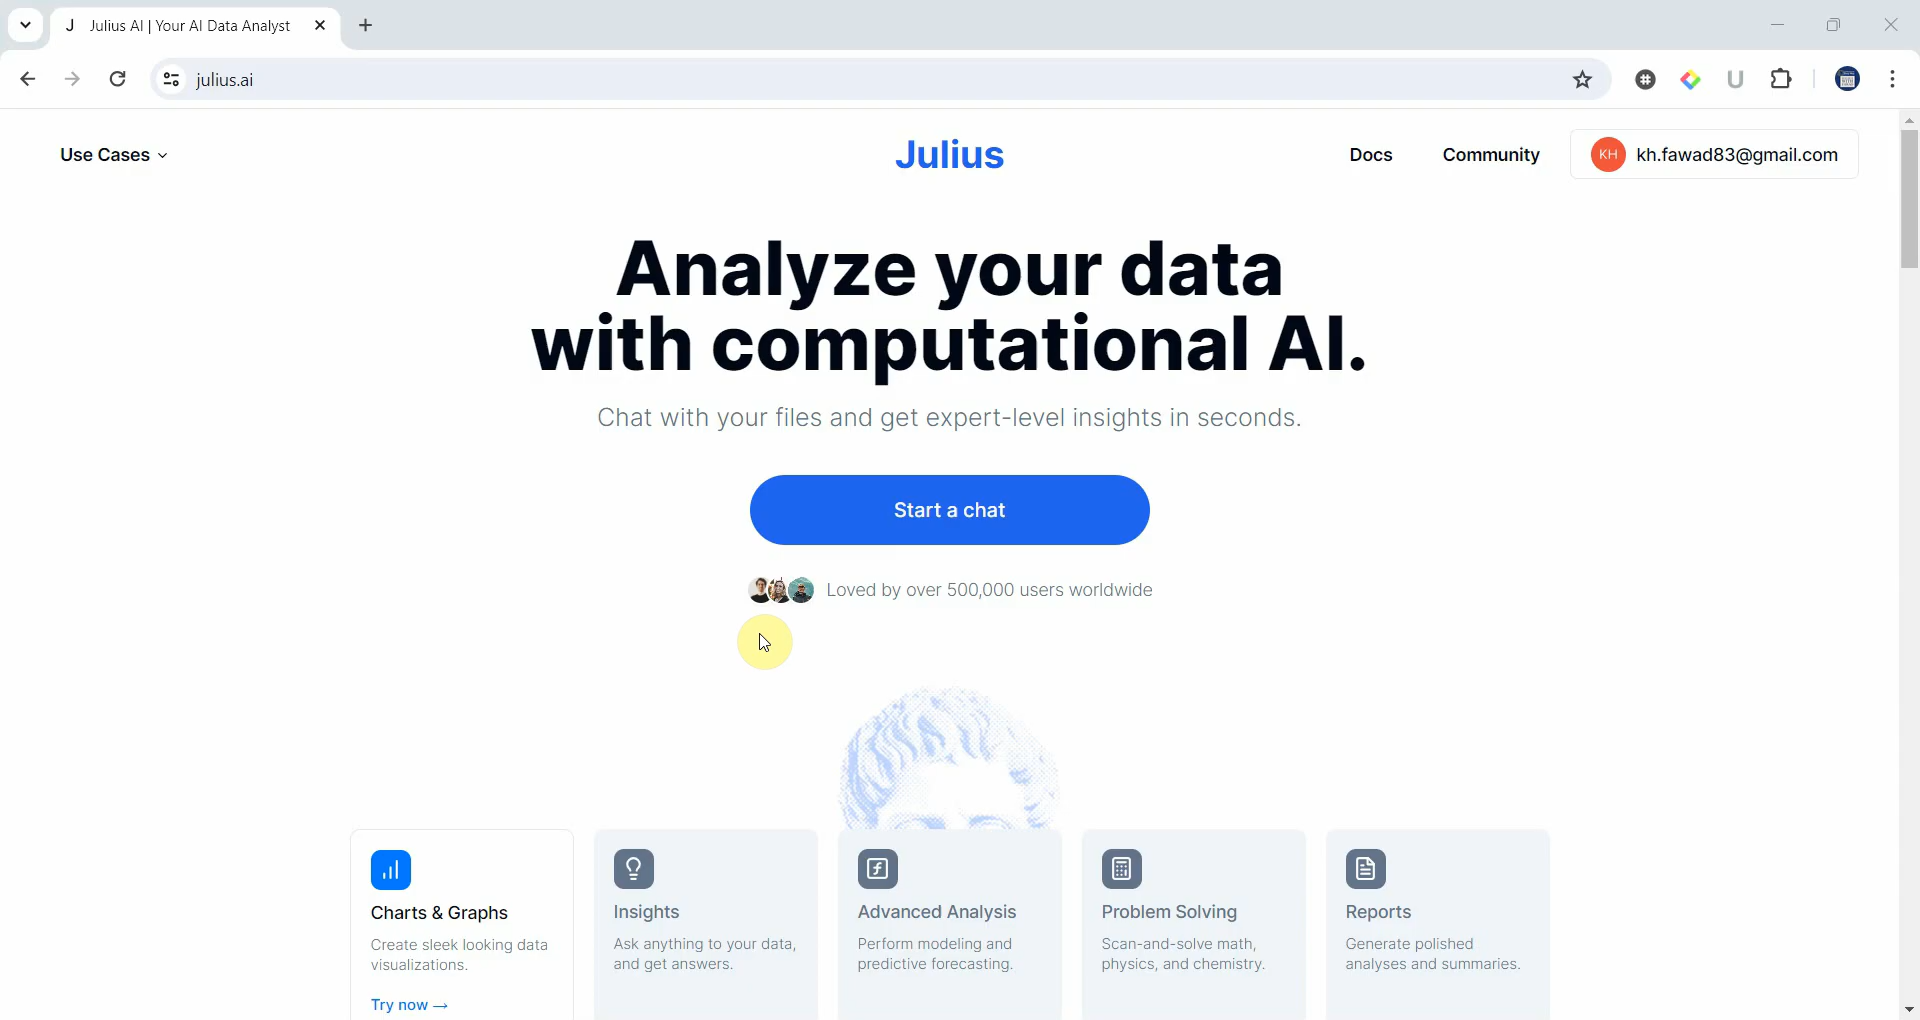 J Julius AI | Your AI Data Analyst
julius.ai
U
Use Cases
Julius
Docs
Community
KH kh.fawad83@gmail.com
Analyze your data
with computational AI.
Chat with your files and get expert-level insights in seconds.
Start a chat
Loved by over 500,000 users worldwide
Charts & Graphs
Create sleek looking data
visualizations.
Try now →
Insights
Ask anything to your data,
and get answers.
Advanced Analysis
Perform modeling and
predictive forecasting.
Problem Solving
Scan-and-solve math,
physics, and chemistry.
Reports
Generate polished
analyses and summaries.